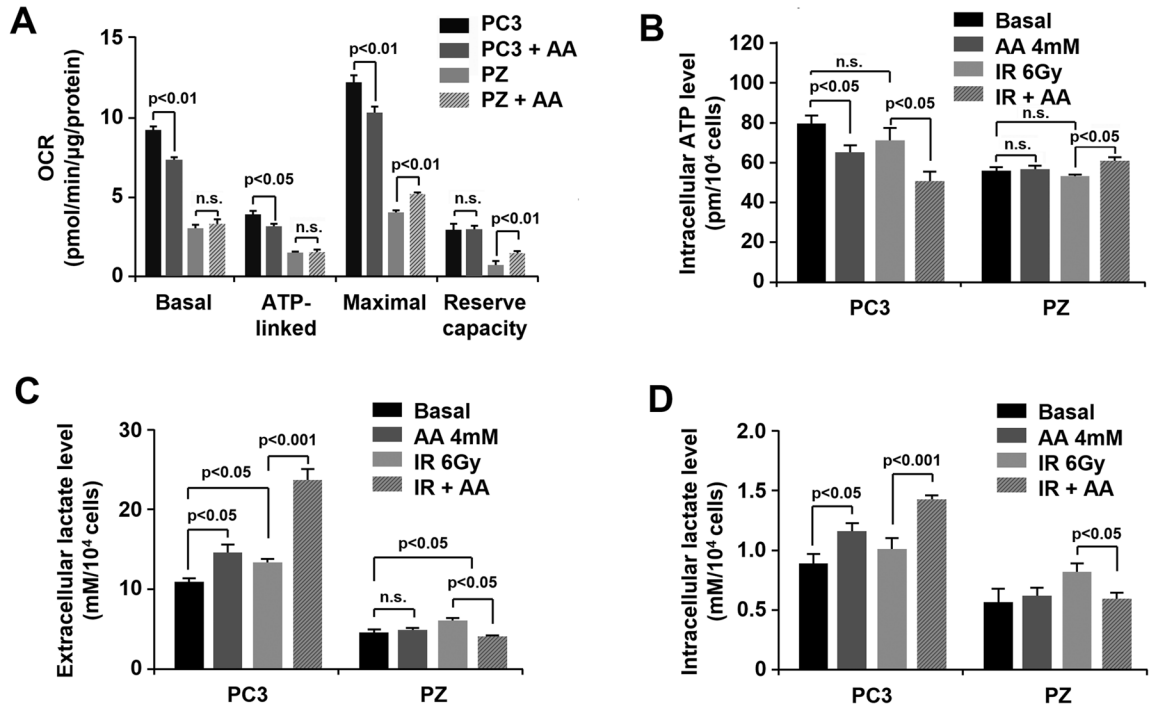 A
PC3
PC3 + AA
PZ
PZ + AA
OCR
(pmol/min/µg/protein)
15
10
5
0
p<0.01
n.s.
p<0.05
n.s.
p<0.01
p<0.01
n.s.
p<0.01
Basal
ATP-
linked
Maximal
Reserve
capacity
B
Basal
AA 4mM
IR 6Gy
IR + AA
Intracellular ATP level
(pm/10⁴ cells)
120
100
80
60
40
20
0
n.s.
p<0.05
p<0.05
n.s.
n.s.
p<0.05
PC3
PZ
C
Basal
AA 4mM
IR 6Gy
IR + AA
Extracellular lactate level
(mM/10⁴ cells)
30
20
10
0
p<0.001
p<0.05
p<0.05
p<0.05
n.s.
p<0.05
PC3
PZ
D
Basal
AA 4mM
IR 6Gy
IR + AA
Intracellular lactate level
(mM/10⁴ cells)
2.0
1.5
1.0
0.5
0
p<0.05
p<0.001
p<0.05
PC3
PZ